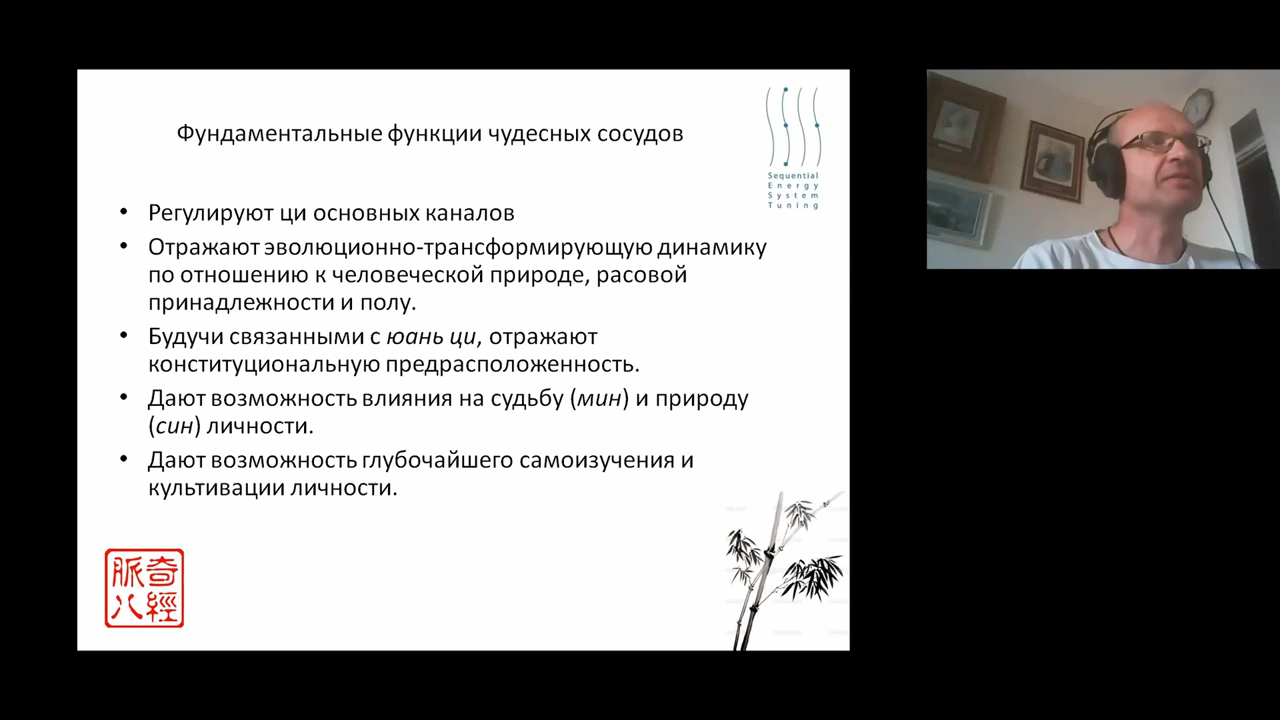 Фундаментальные функции чудесных сосудов
Sequential
Energy
System
Tuning
• Регулируют ци основных каналов
• Отражают эволюционно-трансформирующую динамику
по отношению к человеческой природе, расовой
принадлежности и полу.
• Будучи связанными с юань ци, отражают
конституциональную предрасположенность.
• Дают возможность влияния на судьбу (мин) и природу
(син) личности.
• Дают возможность глубочайшего самоизучения и
культивации личности.
奇經
八脈